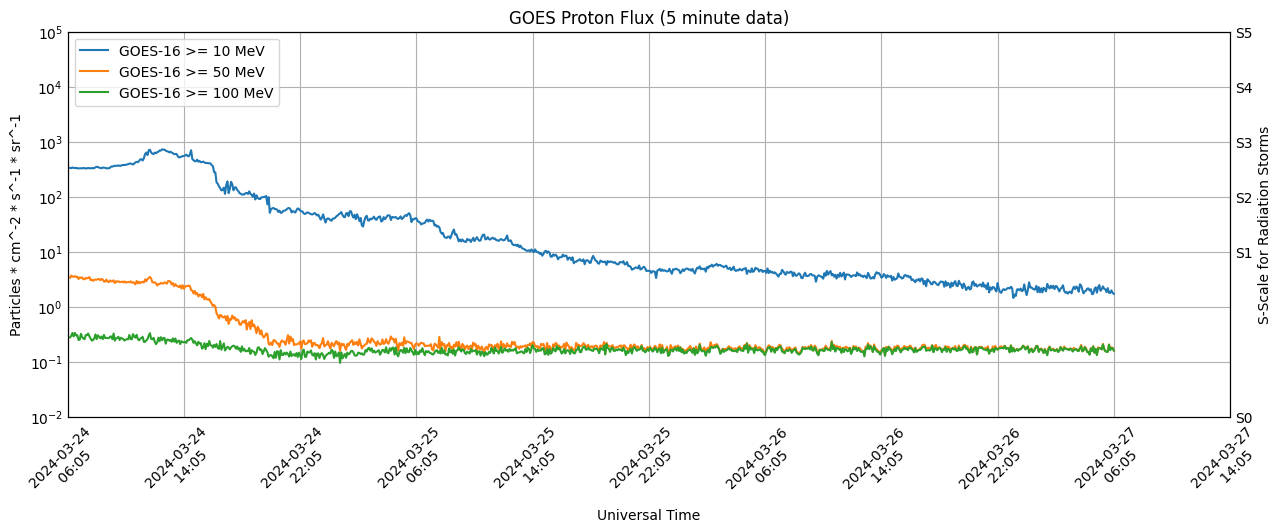 GOES Proton Flux (5 minute data)
GOES-16 >= 10 MeV
GOES-16 >= 50 MeV
GOES-16 >= 100 MeV
Particles * cm^-2 * s^-1 * sr^-1
10^5
10^4
10^3
10^2
10^1
10^0
10^-1
10^-2
S5
S4
S3
S2
S1
S0
S-Scale for Radiation Storms
2024-03-24
06:05
2024-03-24
14:05
2024-03-24
22:05
2024-03-25
06:05
2024-03-25
14:05
2024-03-25
22:05
2024-03-26
06:05
2024-03-26
14:05
2024-03-26
22:05
2024-03-27
06:05
2024-03-27
14:05
Universal Time